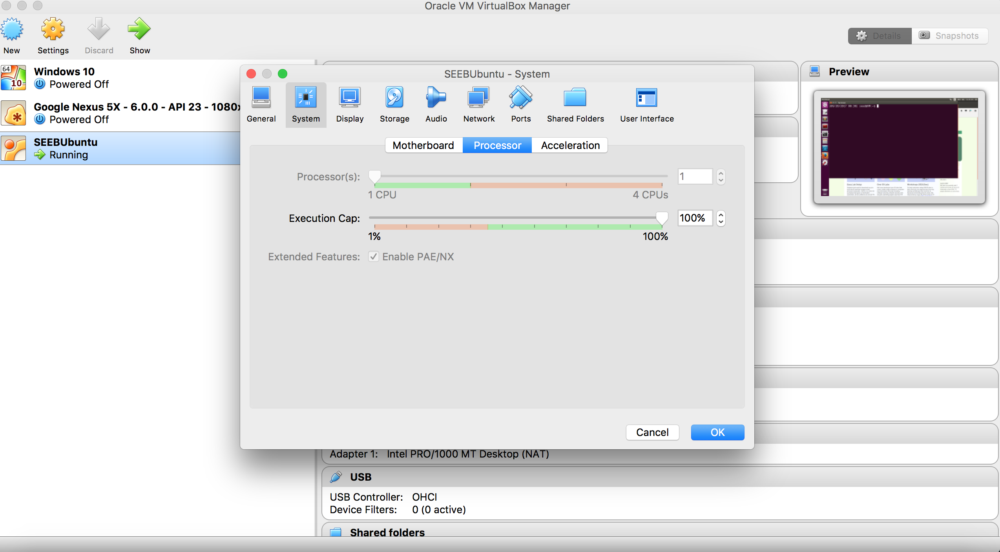 Oracle VM VirtualBox Manager
New
Settings
Discard
Show
Details
Snapshots
64
10
Windows 10
Powered Off
Google Nexus 5X - 6.0.0 - API 23 - 1080x
Powered Off
SEEBUbuntu
Running
SEEBUbuntu - System
General
System
Display
Storage
Audio
Network
Ports
Shared Folders
User Interface
Motherboard
Processor
Acceleration
Processor(s):
1
1 CPU
4 CPUs
Execution Cap:
100%
1%
100%
Extended Features:
Enable PAE/NX
Cancel
OK
Preview
Adapter 1: Intel PRO/1000 MT Desktop (NAT)
USB
USB Controller: OHCI
Device Filters: 0 (0 active)
Shared folders